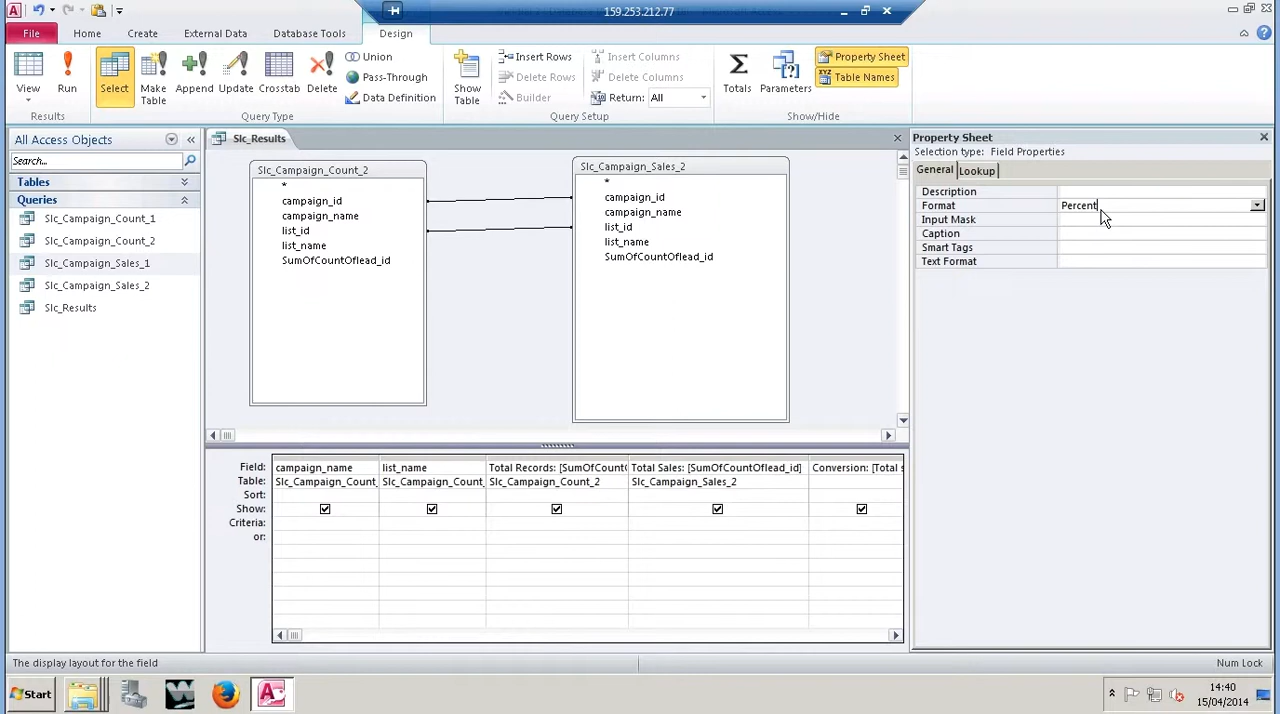 159.253.212.77
File Home Create External Data Database Tools Design
View Run Select Make Table Append Update Crosstab Delete
Union
Pass-Through
Data Definition
Show Table
Insert Rows
Delete Rows
Builder
Insert Columns
Delete Columns
Return: All
Totals Parameters
Property Sheet
Table Names
Results Query Type Query Setup Show/Hide
All Access Objects
Search...
Tables
Queries
Slc_Campaign_Count_1
Slc_Campaign_Count_2
Slc_Campaign_Sales_1
Slc_Campaign_Sales_2
Slc_Results
Slc_Results
Slc_Campaign_Count_2
*
campaign_id
campaign_name
list_id
list_name
SumOfCountOflead_id
Slc_Campaign_Sales_2
*
campaign_id
campaign_name
list_id
list_name
SumOfCountOflead_id
Field: campaign_name list_name Total Records: [SumOfCount( Total Sales: [SumOfCountOflead_id] Conversion: [Total s
Table: Slc_Campaign_Count_ Slc_Campaign_Count_ Slc_Campaign_Count_2 Slc_Campaign_Sales_2
Sort:
Show:
Criteria:
or:
Property Sheet
Selection type: Field Properties
General Lookup
Description
Format Percent
Input Mask
Caption
Smart Tags
Text Format
The display layout for the field
Num Lock
Start
14:40
15/04/2014